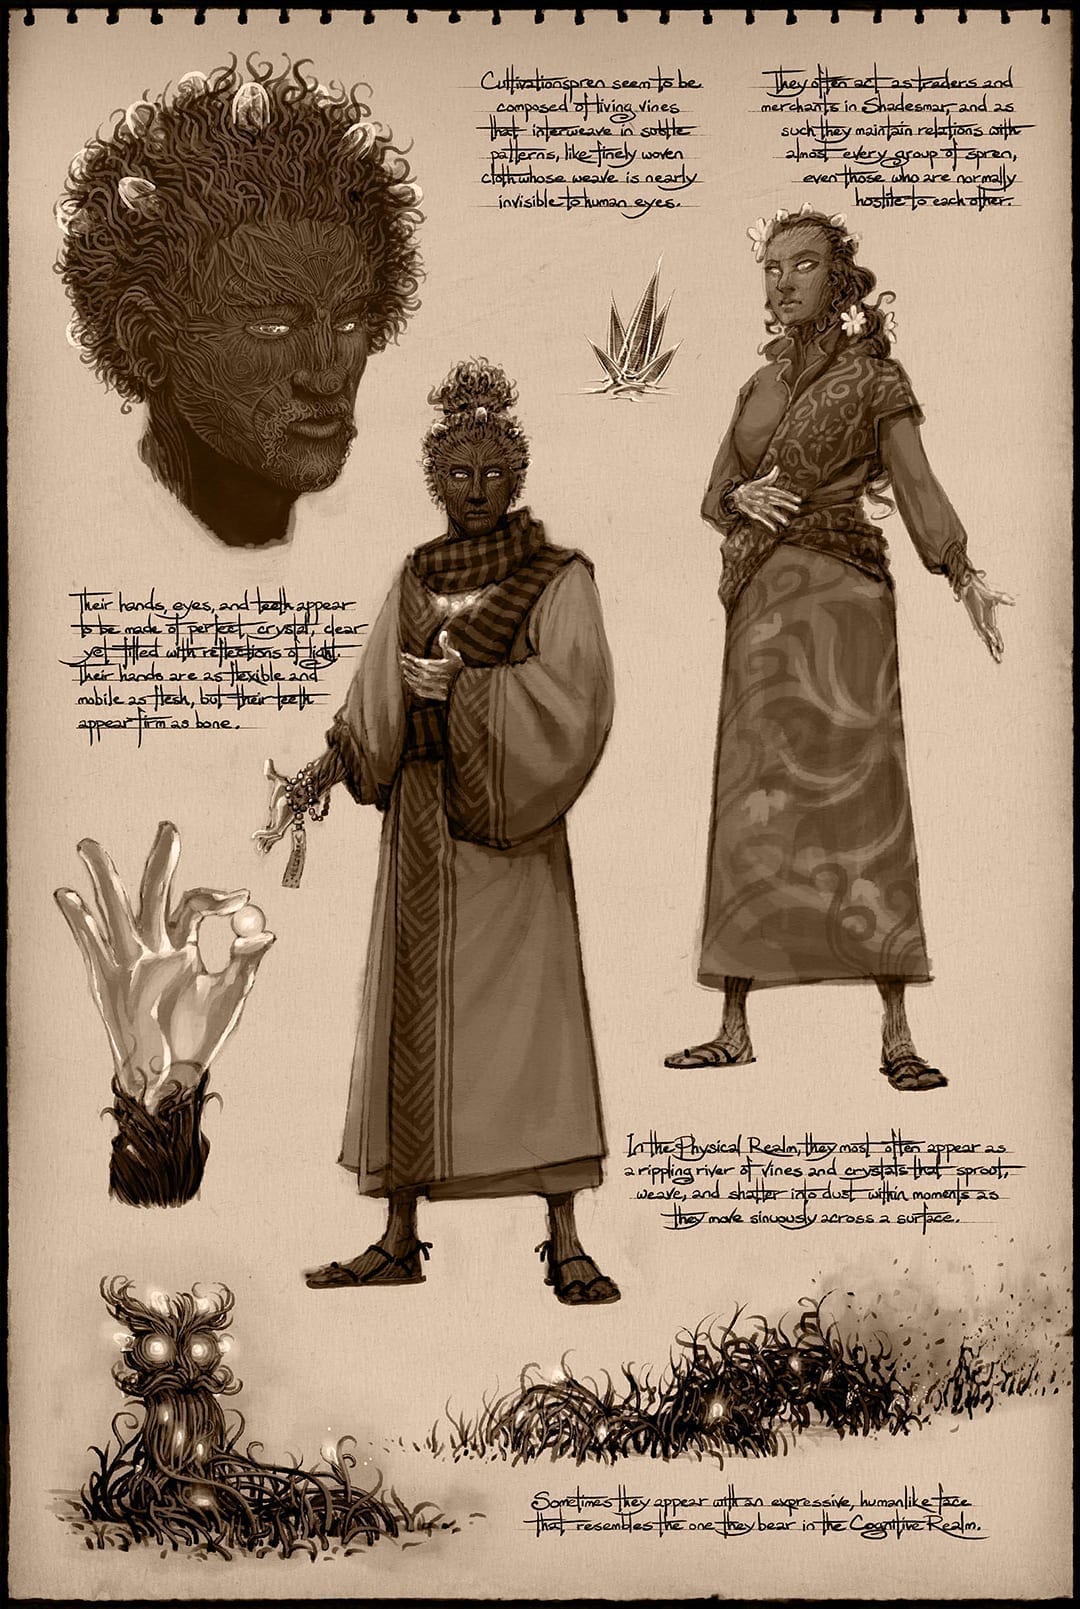 Cultivationspren seem to be
composed of living vines
that interweave in subtle
patterns, like finely woven
cloth whose weave is nearly
invisible to human eyes.
They often act as traders and
merchants in Shadesmar, and as
such they maintain relations with
almost every group of spren,
even those who are normally
hostile to each other.
Their hands, eyes, and teeth appear
to be made of perfect crystal, clear
yet filled with reflections of light.
Their hands are as flexible and
mobile as flesh, but their teeth
appear firm as bone.
In the Physical Realm, they most often appear as
a rippling river of vines and crystals that sprout,
weave, and shatter into dust within moments as
they move sinuously across a surface.
Sometimes they appear with an expressive, humanlike face
that resembles the one they bear in the Cognitive Realm.